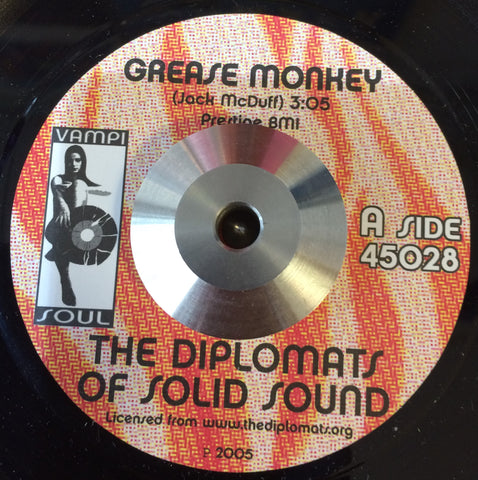 GREASE MONKEY
(Jack McDuff) 3:05
Prestige BMI
VAMPI
SOUL
A SIDE
45028
THE DIPLOMATS
OF SOLID SOUND
Licensed from www.thediplomats.org
℗ 2005